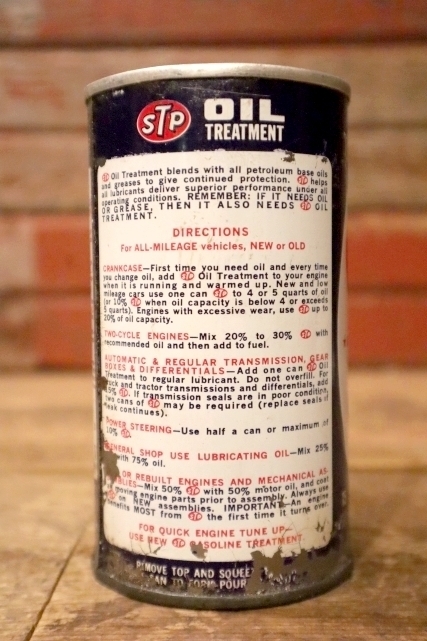 STP OIL
TREATMENT
STP Oil Treatment blends with all petroleum base oils
and greases to give continued protection. STP helps
all lubricants deliver superior performance under all
operating conditions. REMEMBER: IF IT NEEDS OIL
OR GREASE, THEN IT ALSO NEEDS STP OIL
TREATMENT.
DIRECTIONS
For ALL-MILEAGE vehicles, NEW or OLD
CRANKCASE—First time you need oil and every time
you change oil, add STP Oil Treatment to your engine
when it is running and warmed up. New and low
mileage cars use one can STP to 4 or 5 quarts of oil
(or 10% STP when oil capacity is below 4 or exceeds
5 quarts). Engines with excessive wear, use STP up to
20% of oil capacity.
TWO-CYCLE ENGINES—Mix 20% to 30% STP with
recommended oil and then add to fuel.
AUTOMATIC & REGULAR TRANSMISSION, GEAR
BOXES & DIFFERENTIALS—Add one can STP Oil
Treatment to regular lubricant. Do not overfill. For
truck and tractor transmissions and differentials, add
5% STP. If transmission seals are in poor condition,
two cans of STP may be required (replace seals if
leak continues).
POWER STEERING—Use half a can or maximum of
10% STP.
GENERAL SHOP USE LUBRICATING OIL—Mix 25%
with 75% oil.
OR REBUILT ENGINES AND MECHANICAL AS-
BLIES—Mix 50% STP with 50% motor oil, and coat
moving engine parts prior to assembly. Always use
NEW assemblies. IMPORTANT—An engine
benefits MOST from STP the first time it turns over.
FOR QUICK ENGINE TUNE UP—
USE NEW STP GASOLINE TREATMENT.
REMOVE TOP AND SQUEE
CAN TO FORM POUR